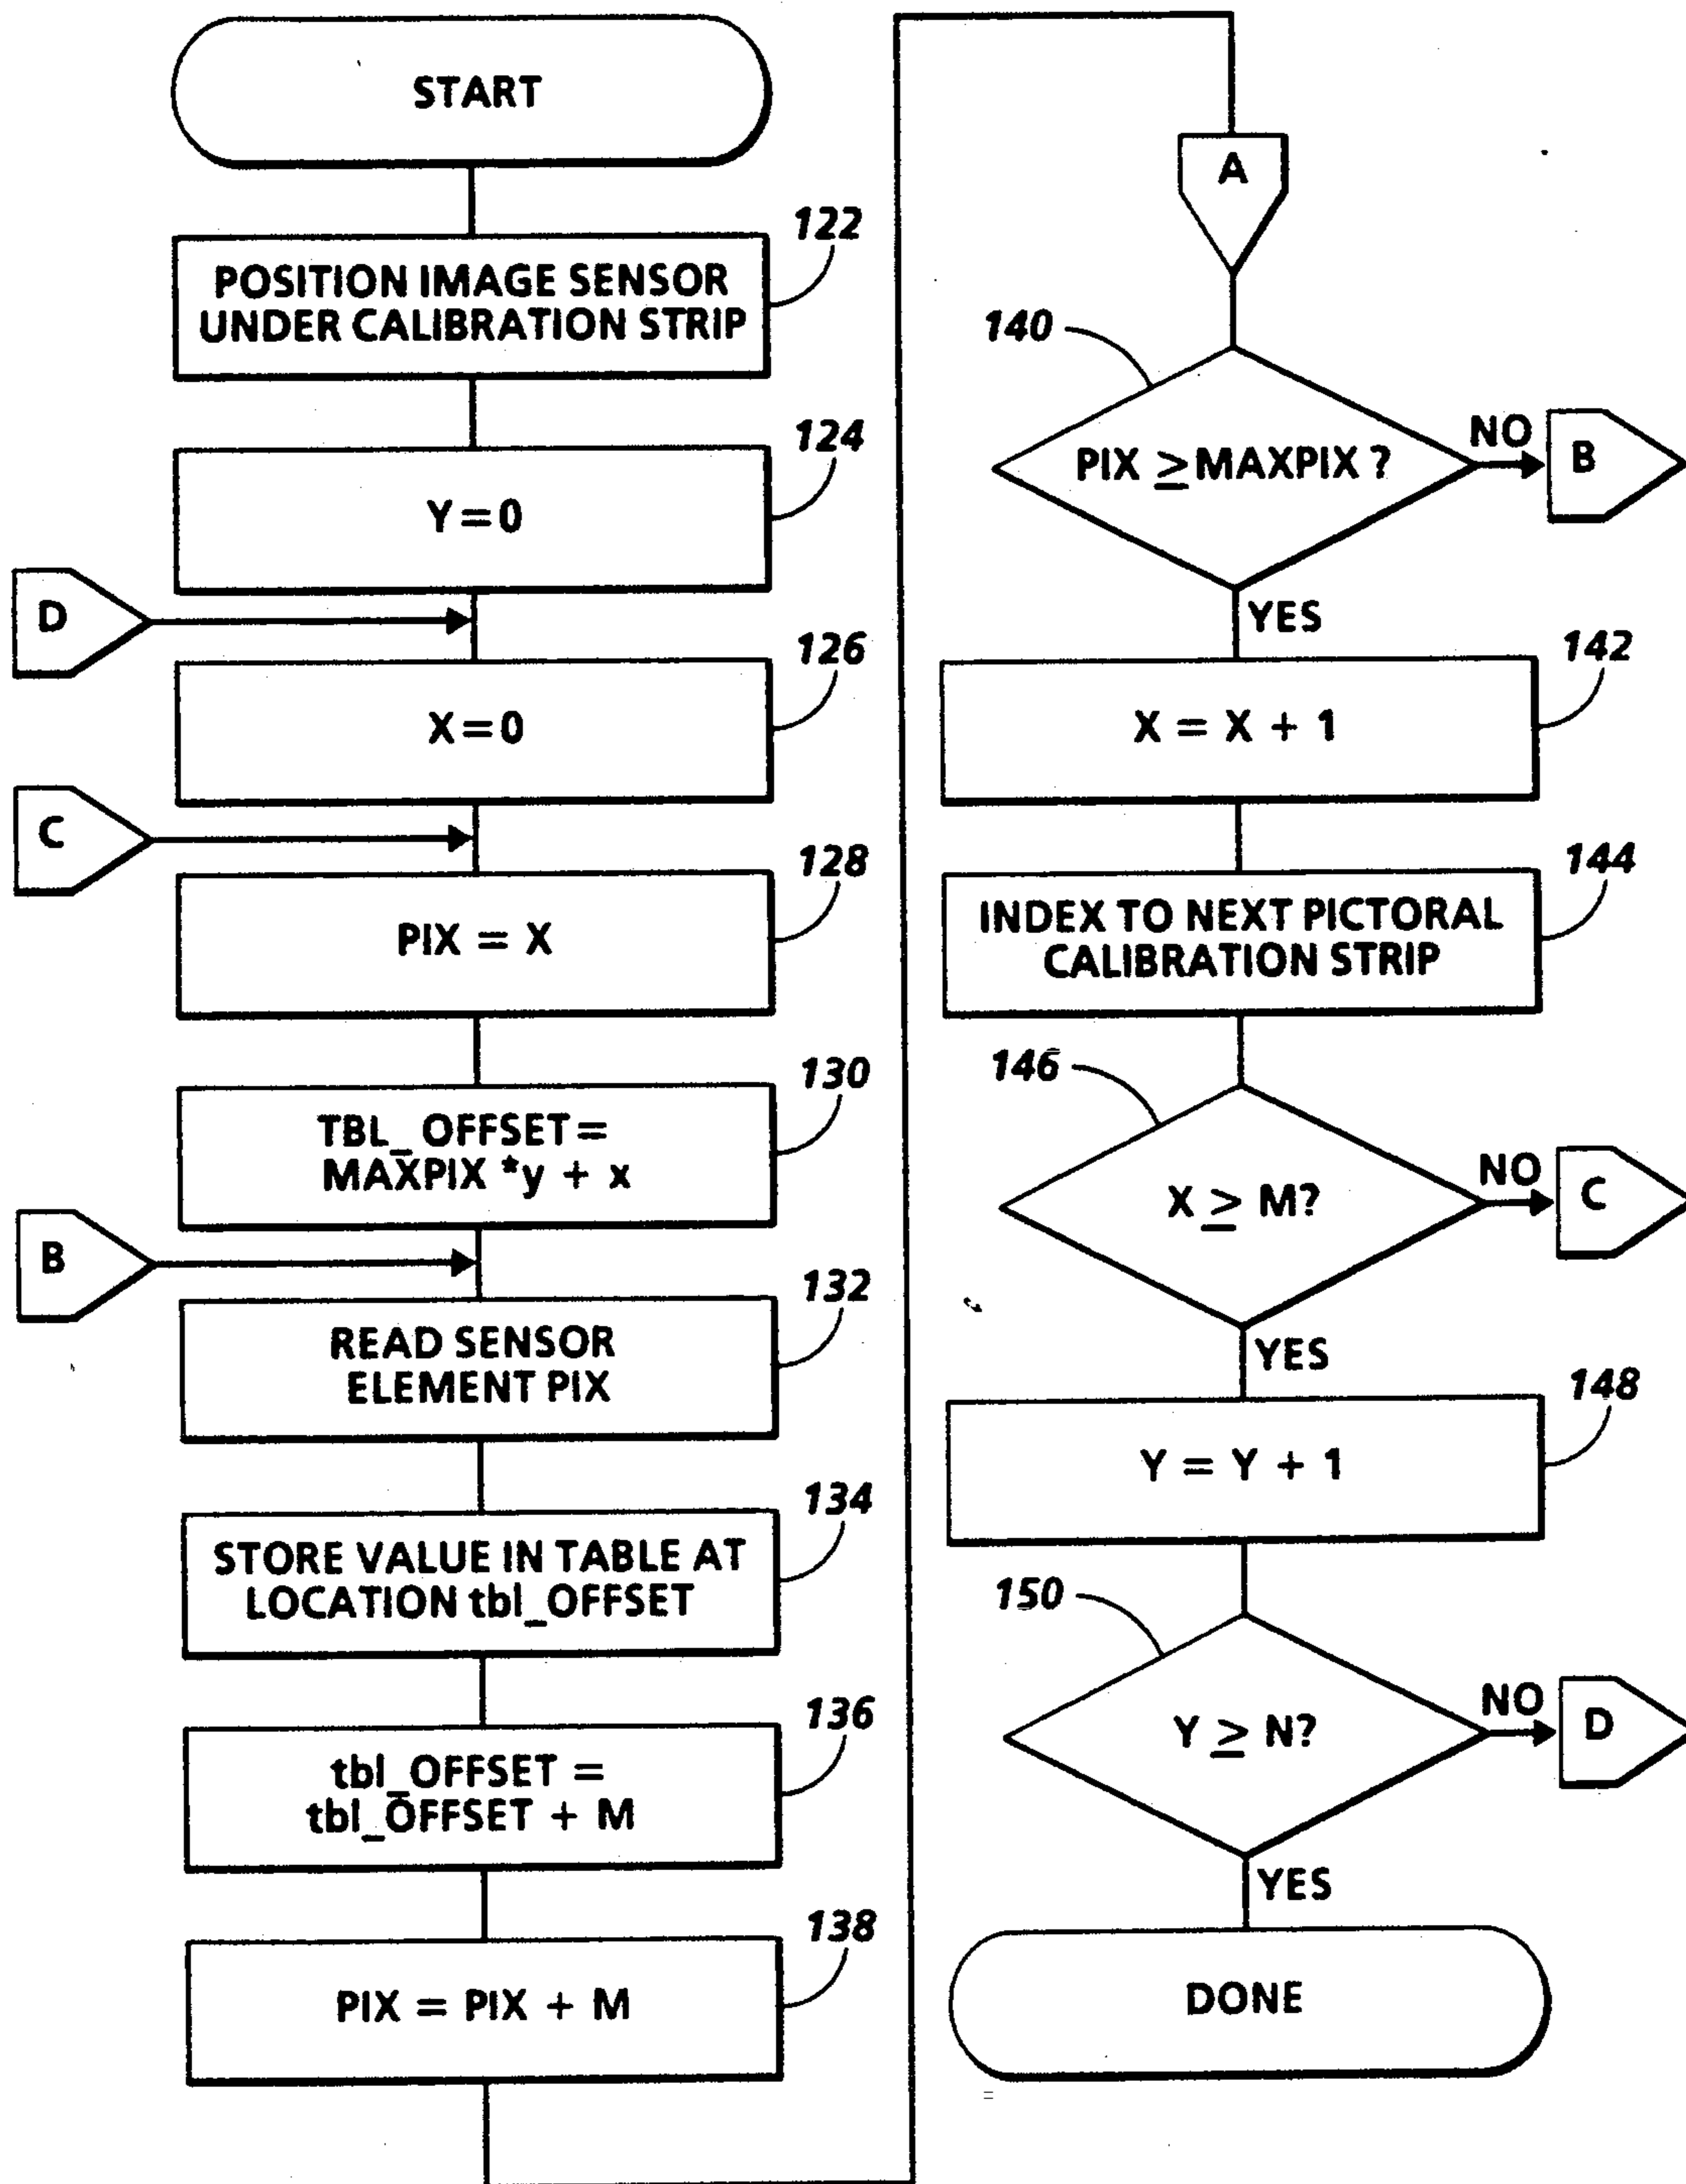 START
122
POSITION IMAGE SENSOR
UNDER CALIBRATION STRIP
124
Y=0
D
126
X=0
C
128
PIX = X
130
TBL_OFFSET=
MAXPIX *y + x
B
132
READ SENSOR
ELEMENT PIX
134
STORE VALUE IN TABLE AT
LOCATION tbl_OFFSET
136
tbl_OFFSET =
tbl_OFFSET + M
138
PIX = PIX + M
A
140
PIX ≥ MAXPIX ?
NO
B
YES
142
X = X + 1
144
INDEX TO NEXT PICTORAL
CALIBRATION STRIP
146
X ≥ M?
NO
C
YES
148
Y = Y + 1
150
Y ≥ N?
NO
D
YES
DONE